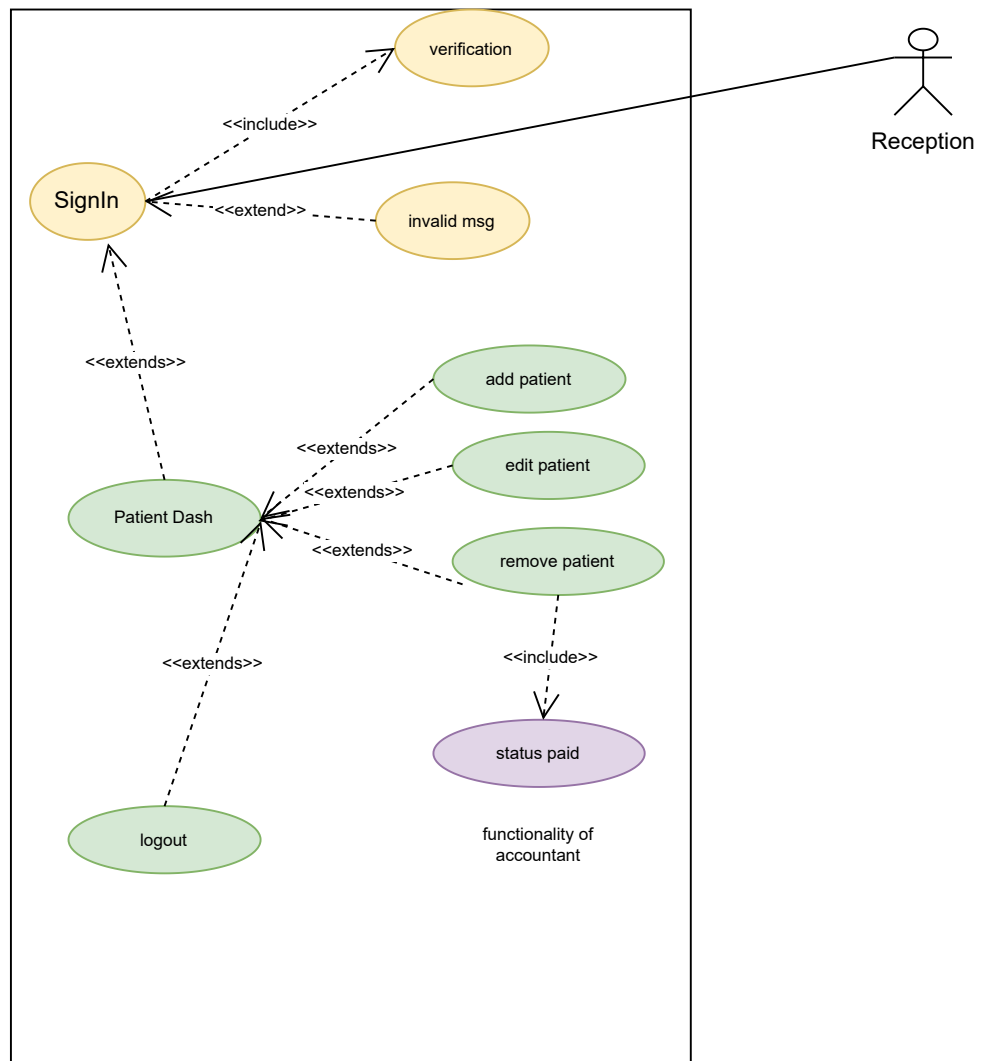 verification
<<include>>
Reception
SignIn
<<extend>>
invalid msg
<<extends>>
add patient
<<extends>>
edit patient
<<extends>>
Patient Dash
<<extends>>
remove patient
<<include>>
<<extends>>
status paid
logout
functionality of
accountant